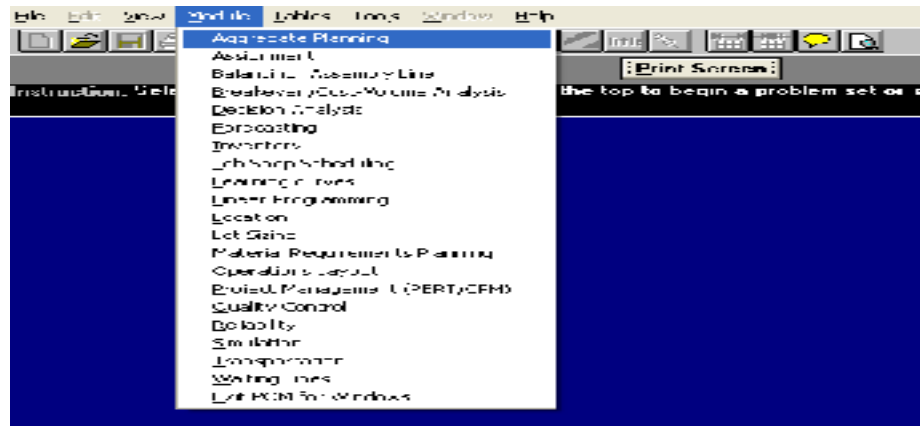 File Edit View Module Tables Tools Window Help
Aggregate Planning
Assignment
Balancing Assembly Line
Breakeven/Cost-Volume Analysis
Decision Analysis
Forecasting
Inventory
Job Shop Scheduling
Learning Curves
Linear Programming
Location
Lot Sizing
Material Requirements Planning
Operations Layout
Project Management (PERT/CPM)
Quality Control
Reliability
Simulation
Transportation
Waiting Lines
Exit POM for Windows
Print Screen
Instruction: the top to begin a problem set or